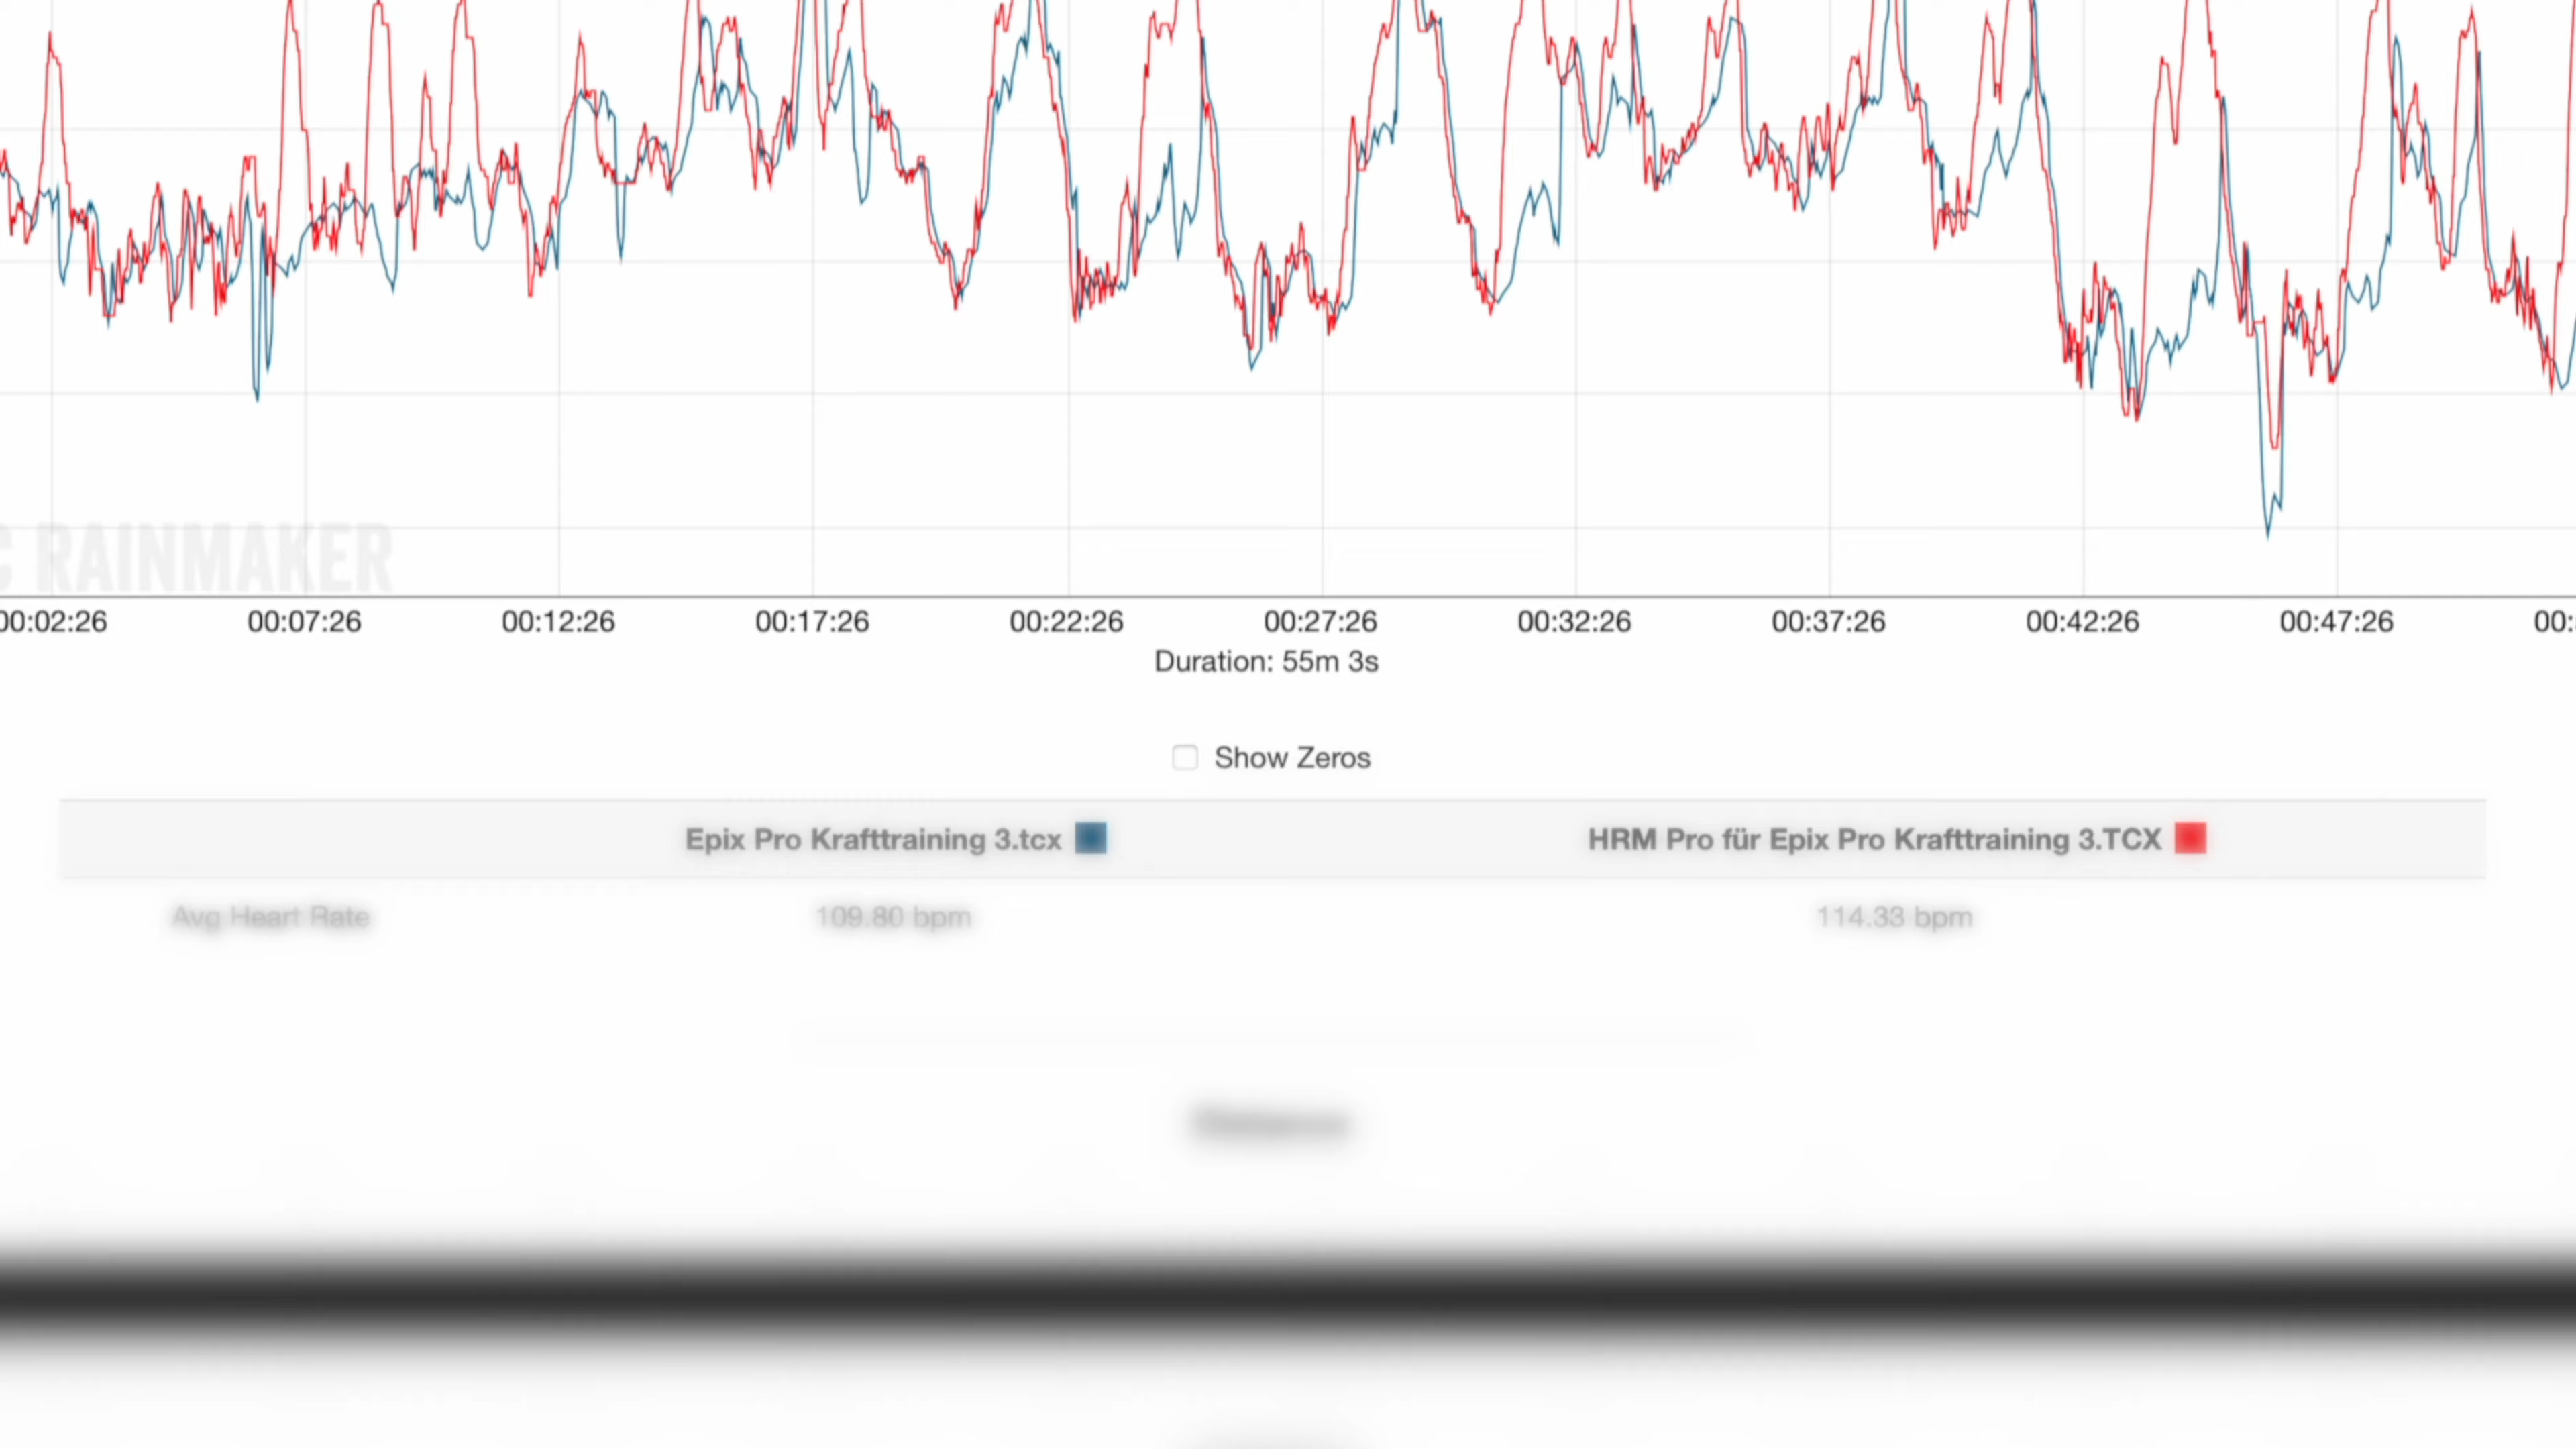 C RAINMAKER
00:02:26 00:07:26 00:12:26 00:17:26 00:22:26 00:27:26 00:32:26 00:37:26 00:42:26 00:47:26 00:
Duration: 55m 3s
Show Zeros
Epix Pro Krafttraining 3.tcx HRM Pro für Epix Pro Krafttraining 3.TCX
Avg Heart Rate 109.80 bpm 114.33 bpm